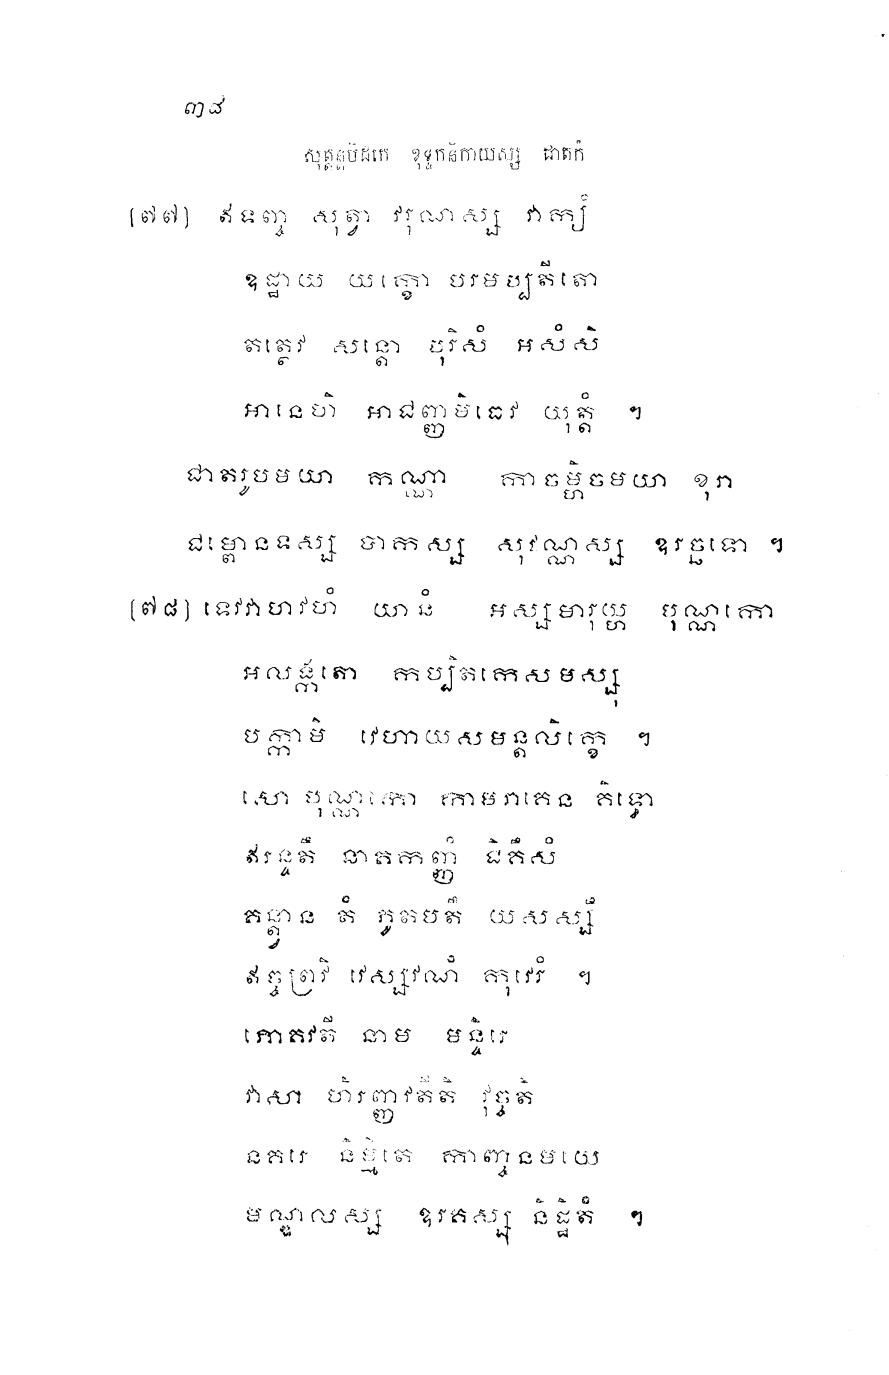 ៣៨
សុត្តន្តបិដកេ ខុទ្ទកនិកាយស្ស ជាតកំ
(៧៧) ឥទញ្ច សុត្វា វរុណស្ស វាក្យំ
ឧដ្ឋាយ យក្ខោ បរមប្បតីតោ
តត្ថេវ សន្តោ បុរិសំ អសំសិ
អានេហិ អាជញ្ញមិធេវ យុត្តំ ។
ជាតរូបមយា កណ្ណា កាចម្ហិចមយា ខុរា
ជម្ពោនទស្ស បាកស្ស សុវណ្ណស្ស ឧរច្ឆទោ ។
(៧៨) ទេវវាហវហំ យានំ អស្សមារុយ្ហ បុណ្ណកោ
អលង្កតោ កប្បិតកេសមស្សុ
បក្កាមិ វេហាយសមន្តលិក្ខេ ។
សោ បុណ្ណកោ កាមរាគេន គិទ្ធោ
ឥរន្ទតឹ នាគកញ្ញំ ជិគឹសំ
គន្ត្វាន តំ ភូតបតឹ យសស្សឹ
ឥច្ចព្រវិ វេស្សវណំ កុវេរំ ។
ភោគវតី នាម មន្ទិរេ
វាសា ហិរញ្ញវតីតិ វុច្ចតិ
នគរេ និម្មិតេ កាញ្ចនមយេ
មណ្ឌលស្ស ឧរគស្ស និដ្ឋិតំ ។